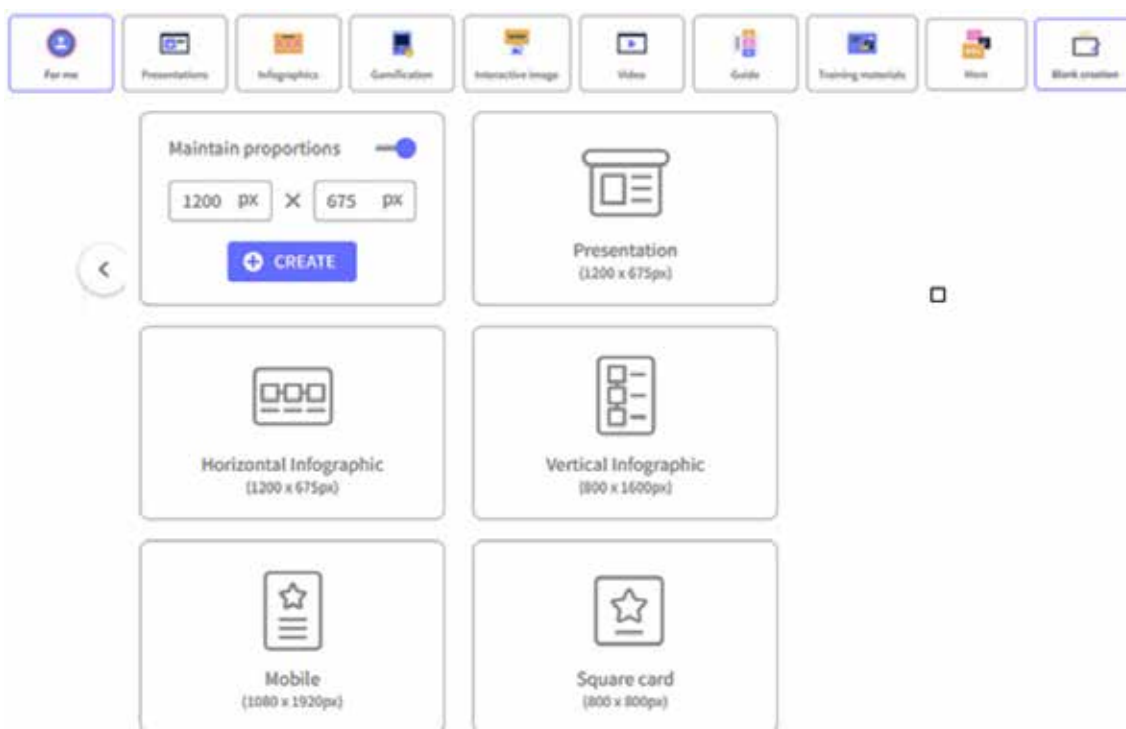 For me
Presentations
Infographics
Gamification
Interactive image
Video
Guide
Training materials
More
Blank creation
Maintain proportions
1200 px X 675 px
CREATE
Presentation
(1200 x 675px)
Horizontal Infographic
(1200 x 675px)
Vertical Infographic
(800 x 1600px)
Mobile
(1080 x 1920px)
Square card
(800 x 800px)